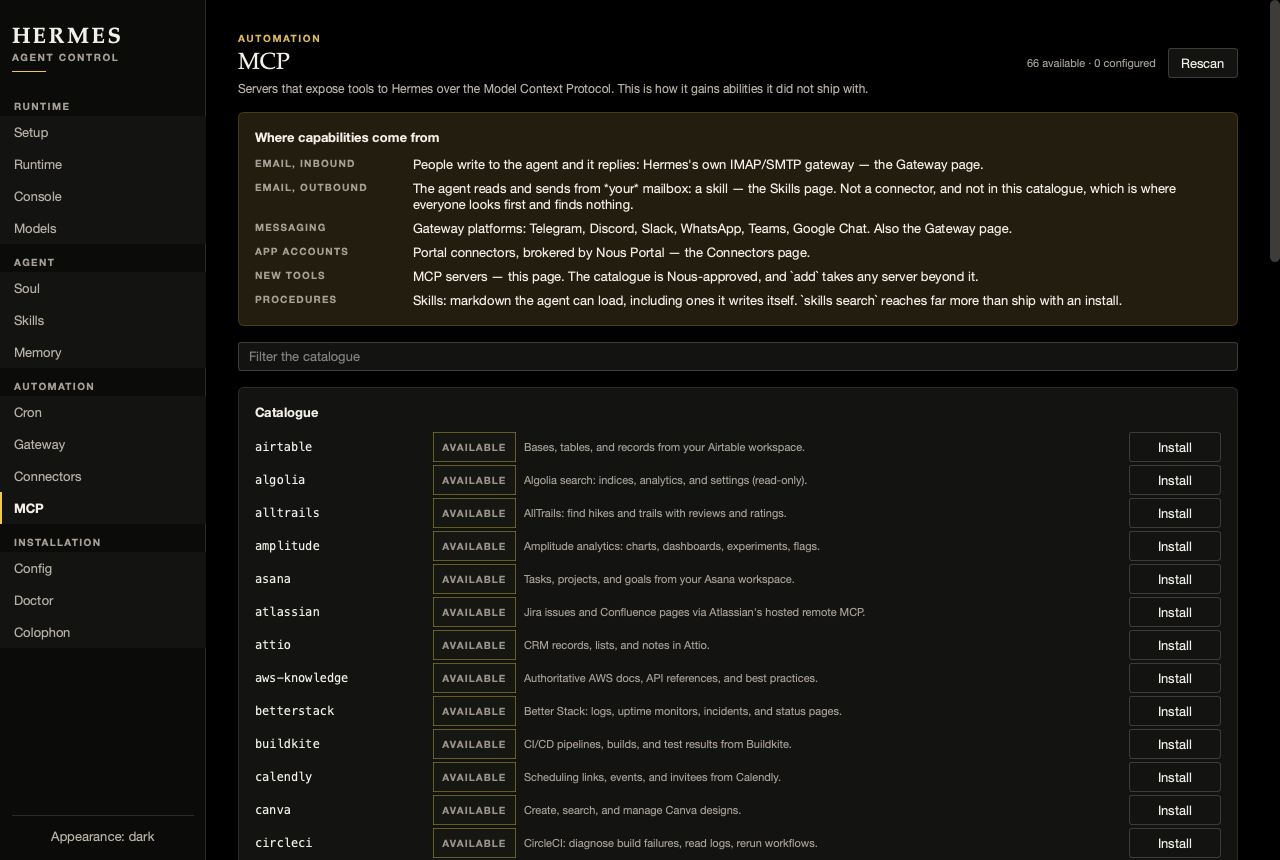 HERMES
AGENT CONTROL
RUNTIME
Setup
Runtime
Console
Models
AGENT
Soul
Skills
Memory
AUTOMATION
Cron
Gateway
Connectors
MCP
INSTALLATION
Config
Doctor
Colophon
Appearance: dark
AUTOMATION
MCP
66 available · 0 configured
Rescan
Servers that expose tools to Hermes over the Model Context Protocol. This is how it gains abilities it did not ship with.
Where capabilities come from
EMAIL, INBOUND People write to the agent and it replies: Hermes's own IMAP/SMTP gateway — the Gateway page.
EMAIL, OUTBOUND The agent reads and sends from *your* mailbox: a skill — the Skills page. Not a connector, and not in this catalogue, which is where
everyone looks first and finds nothing.
MESSAGING Gateway platforms: Telegram, Discord, Slack, WhatsApp, Teams, Google Chat. Also the Gateway page.
APP ACCOUNTS Portal connectors, brokered by Nous Portal — the Connectors page.
NEW TOOLS MCP servers — this page. The catalogue is Nous-approved, and `add` takes any server beyond it.
PROCEDURES Skills: markdown the agent can load, including ones it writes itself. `skills search` reaches far more than ship with an install.
Filter the catalogue
Catalogue
airtable AVAILABLE Bases, tables, and records from your Airtable workspace. Install
algolia AVAILABLE Algolia search: indices, analytics, and settings (read-only). Install
alltrails AVAILABLE AllTrails: find hikes and trails with reviews and ratings. Install
amplitude AVAILABLE Amplitude analytics: charts, dashboards, experiments, flags. Install
asana AVAILABLE Tasks, projects, and goals from your Asana workspace. Install
atlassian AVAILABLE Jira issues and Confluence pages via Atlassian's hosted remote MCP. Install
attio AVAILABLE CRM records, lists, and notes in Attio. Install
aws-knowledge AVAILABLE Authoritative AWS docs, API references, and best practices. Install
betterstack AVAILABLE Better Stack: logs, uptime monitors, incidents, and status pages. Install
buildkite AVAILABLE CI/CD pipelines, builds, and test results from Buildkite. Install
calendly AVAILABLE Scheduling links, events, and invitees from Calendly. Install
canva AVAILABLE Create, search, and manage Canva designs. Install
circleci AVAILABLE CircleCI: diagnose build failures, read logs, rerun workflows. Install